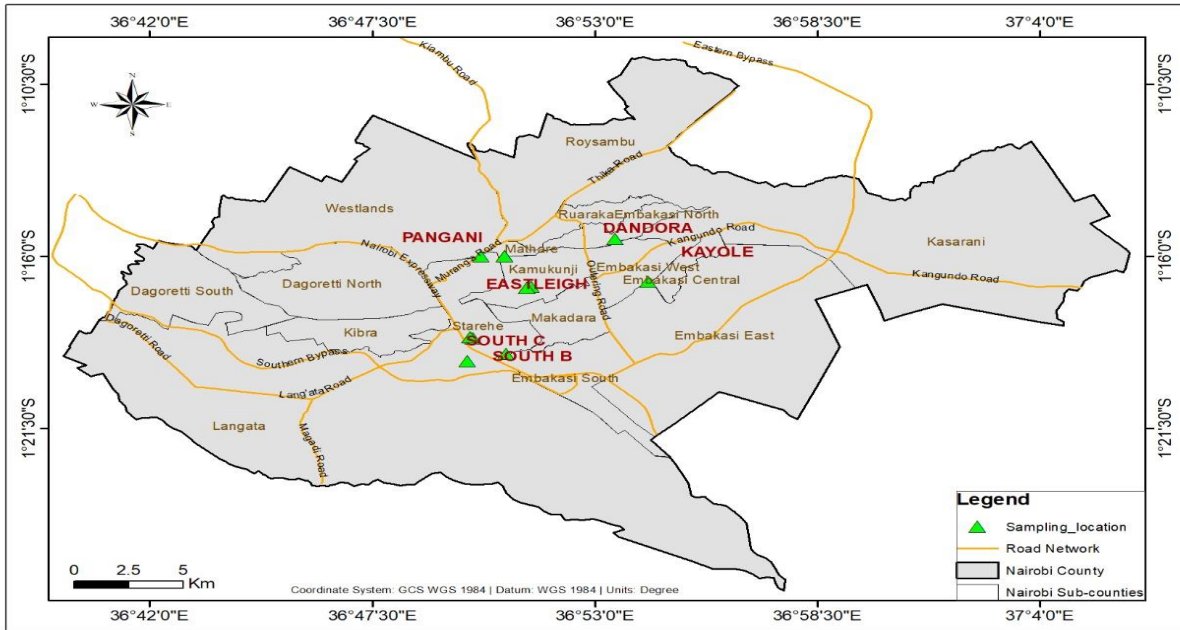 36°42'0"E 36°47'30"E 36°53'0"E 36°58'30"E 37°4'0"E
Kiambu Road
Eastern Bypass
1°10'30"S 1°10'30"S
N
W E
S
Roysambu
Thika Road
Westlands
Ruaraka Embakasi North
PANGANI
DANDORA
Kangundo Road
KAYOLE
Kasarani
Nairobi Expressway
Muranga Road
Mathare
1°16'0"S 1°16'0"S
Kamukunji
Embakasi West
Kangundo Road
Dagoretti South
Dagoretti North
EASTLEIGH
Outering Road
Embakasi Central
Makadara
Kibra
Starehe
Embakasi East
Dagoretti Road
SOUTH C
Southern Bypass
SOUTH B
Embakasi South
Lang'ata Road
Langata
Magadi Road
1°21'30"S 1°21'30"S
Legend
Sampling_location
Road Network
Nairobi County
Nairobi Sub-counties
0 2.5 5
Km
Coordinate System: GCS WGS 1984 | Datum: WGS 1984 | Units: Degree
36°42'0"E 36°47'30"E 36°53'0"E 36°58'30"E 37°4'0"E